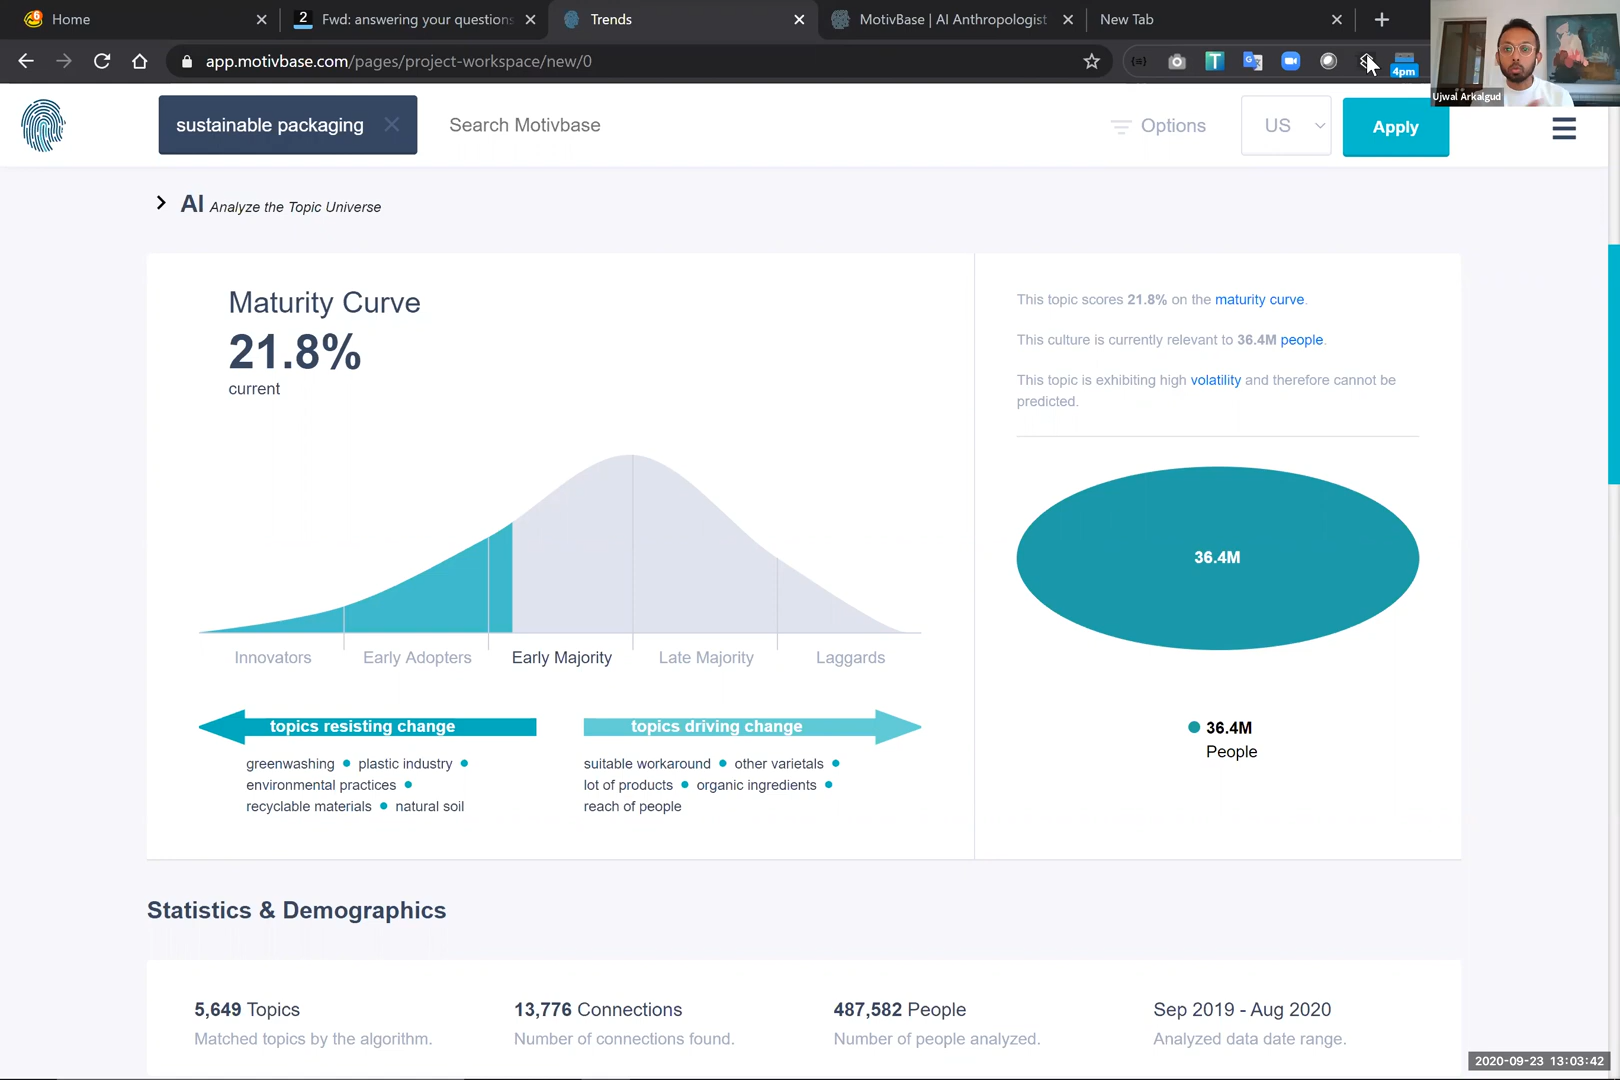 6 Home
2 Fwd: answering your questions
Trends
MotivBase | AI Anthropologist
New Tab
app.motivbase.com/pages/project-workspace/new/0
T
4pm
Ujwal Arkalgud
sustainable packaging
Search Motivbase
Options
US
Apply
AI Analyze the Topic Universe
Maturity Curve
21.8%
current
Innovators
Early Adopters
Early Majority
Late Majority
Laggards
topics resisting change
greenwashing • plastic industry •
environmental practices •
recyclable materials • natural soil
topics driving change
suitable workaround • other varietals •
lot of products • organic ingredients •
reach of people
This topic scores 21.8% on the maturity curve.
This culture is currently relevant to 36.4M people.
This topic is exhibiting high volatility and therefore cannot be
predicted.
36.4M
36.4M
People
Statistics & Demographics
5,649 Topics
Matched topics by the algorithm.
13,776 Connections
Number of connections found.
487,582 People
Number of people analyzed.
Sep 2019 - Aug 2020
Analyzed data date range.
2020-09-23 13:03:42